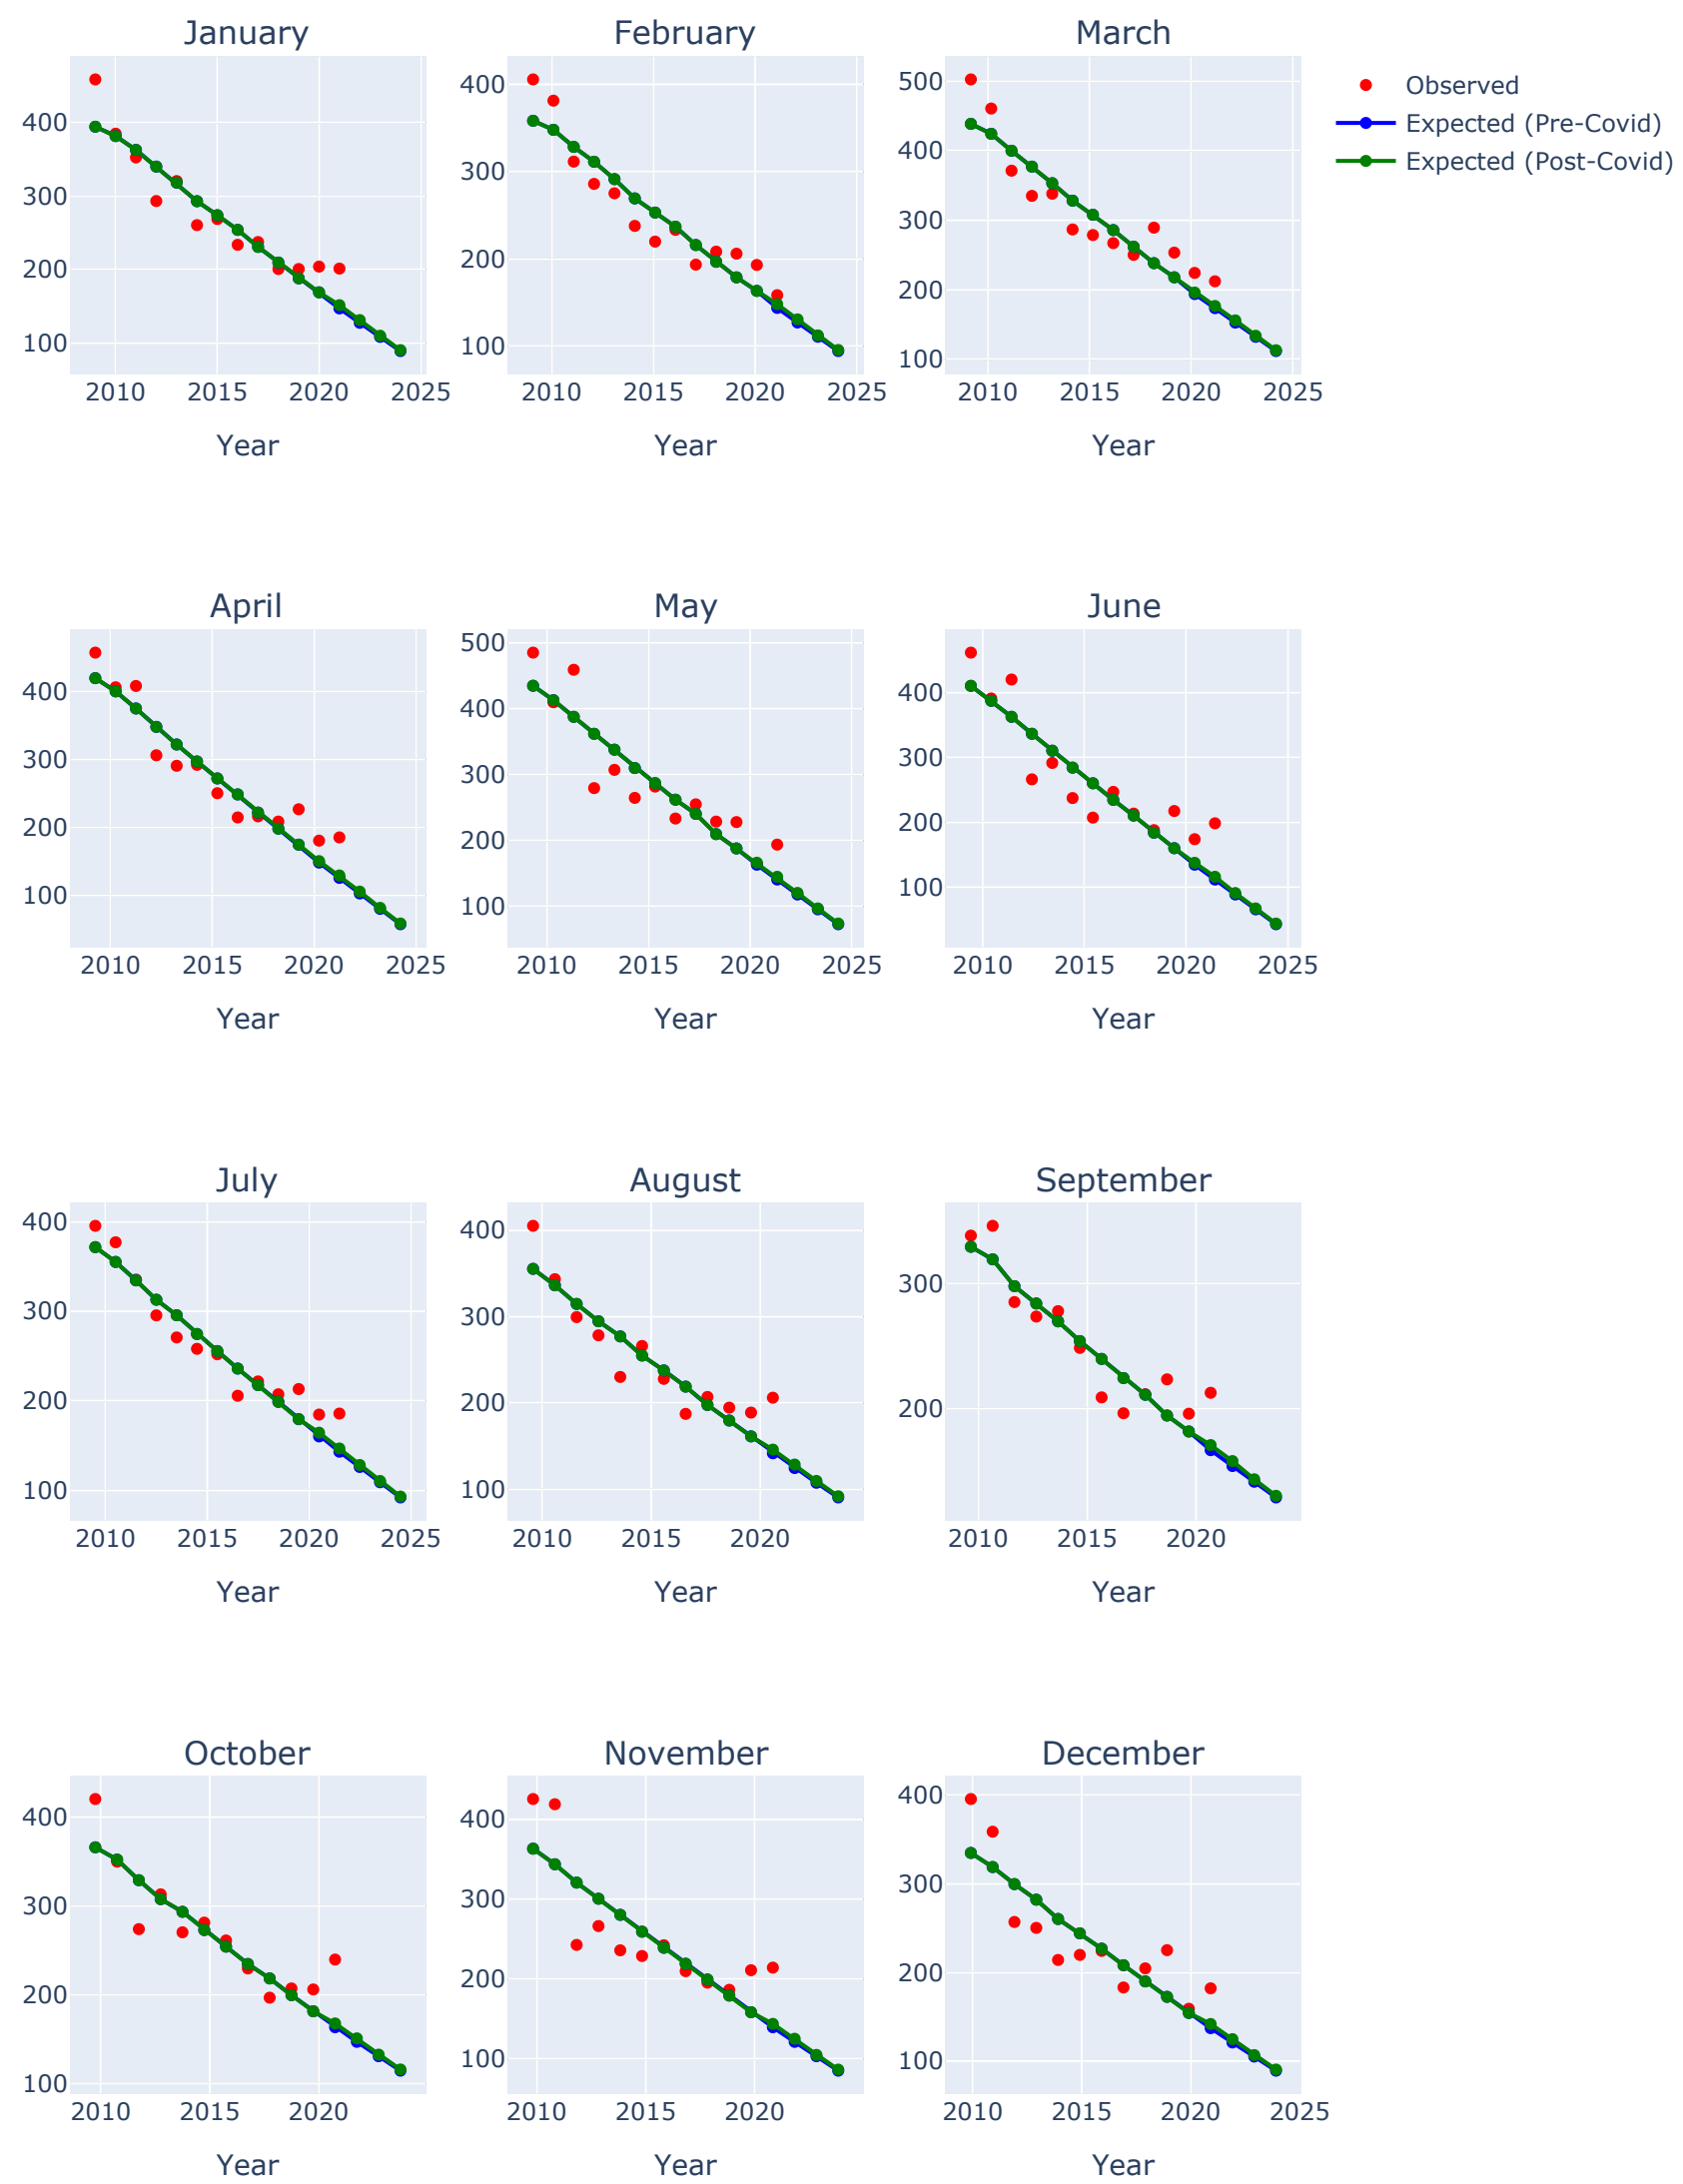 January February March
Observed
Expected (Pre-Covid)
Expected (Post-Covid)
400
300
200
100
2010 2015 2020 2025
Year
400
300
200
100
2010 2015 2020 2025
Year
500
400
300
200
100
2010 2015 2020 2025
Year
April May June
400
300
200
100
2010 2015 2020 2025
Year
500
400
300
200
100
2010 2015 2020 2025
Year
400
300
200
100
2010 2015 2020 2025
Year
July August September
400
300
200
100
2010 2015 2020 2025
Year
400
300
200
100
2010 2015 2020
Year
300
200
2010 2015 2020
Year
October November December
400
300
200
100
2010 2015 2020
Year
400
300
200
100
2010 2015 2020
Year
400
300
200
100
2010 2015 2020 2025
Year